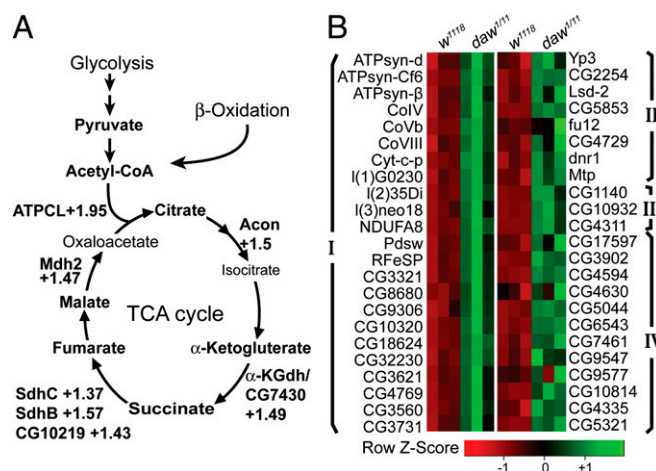 A
Glycolysis
β-Oxidation
Pyruvate
Acetyl-CoA
ATPCL+1.95
Citrate
Oxaloacetate
Acon
+1.5
Mdh2
+1.47
Isocitrate
Malate
TCA cycle
Fumarate
α-Ketogluterate
SdhC +1.37
SdhB +1.57
CG10219 +1.43
Succinate
α-KGdh/
CG7430
+1.49
B
w1118 daw1/11 w1118 daw1/11
I
ATPsyn-d
ATPsyn-Cf6
ATPsyn-β
CoIV
CoVb
CoVIII
Cyt-c-p
l(1)G0230
l(2)35Di
l(3)neo18
NDUFA8
Pdsw
RFeSP
CG3321
CG8680
CG9306
CG10320
CG18624
CG32230
CG3621
CG4769
CG3560
CG3731
Yp3
CG2254
Lsd-2
CG5853
fu12
CG4729
dnr1
Mtp
CG1140
CG10932
CG4311
CG17597
CG3902
CG4594
CG4630
CG5044
CG6543
CG7461
CG9547
CG9577
CG10814
CG4335
CG5321
Row Z-Score
-1 0 +1